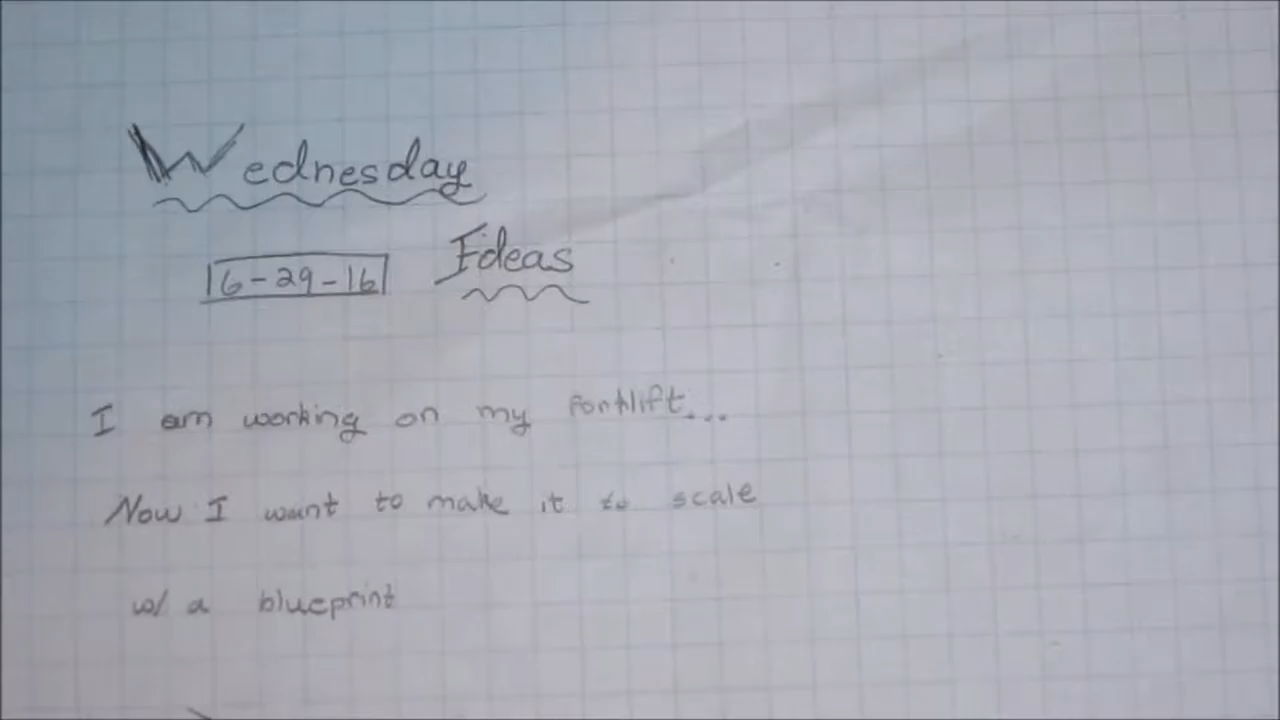 Wednesday
6-29-16
Ideas
I am working on my forklift...
Now I want to make it to scale
w/ a blueprint